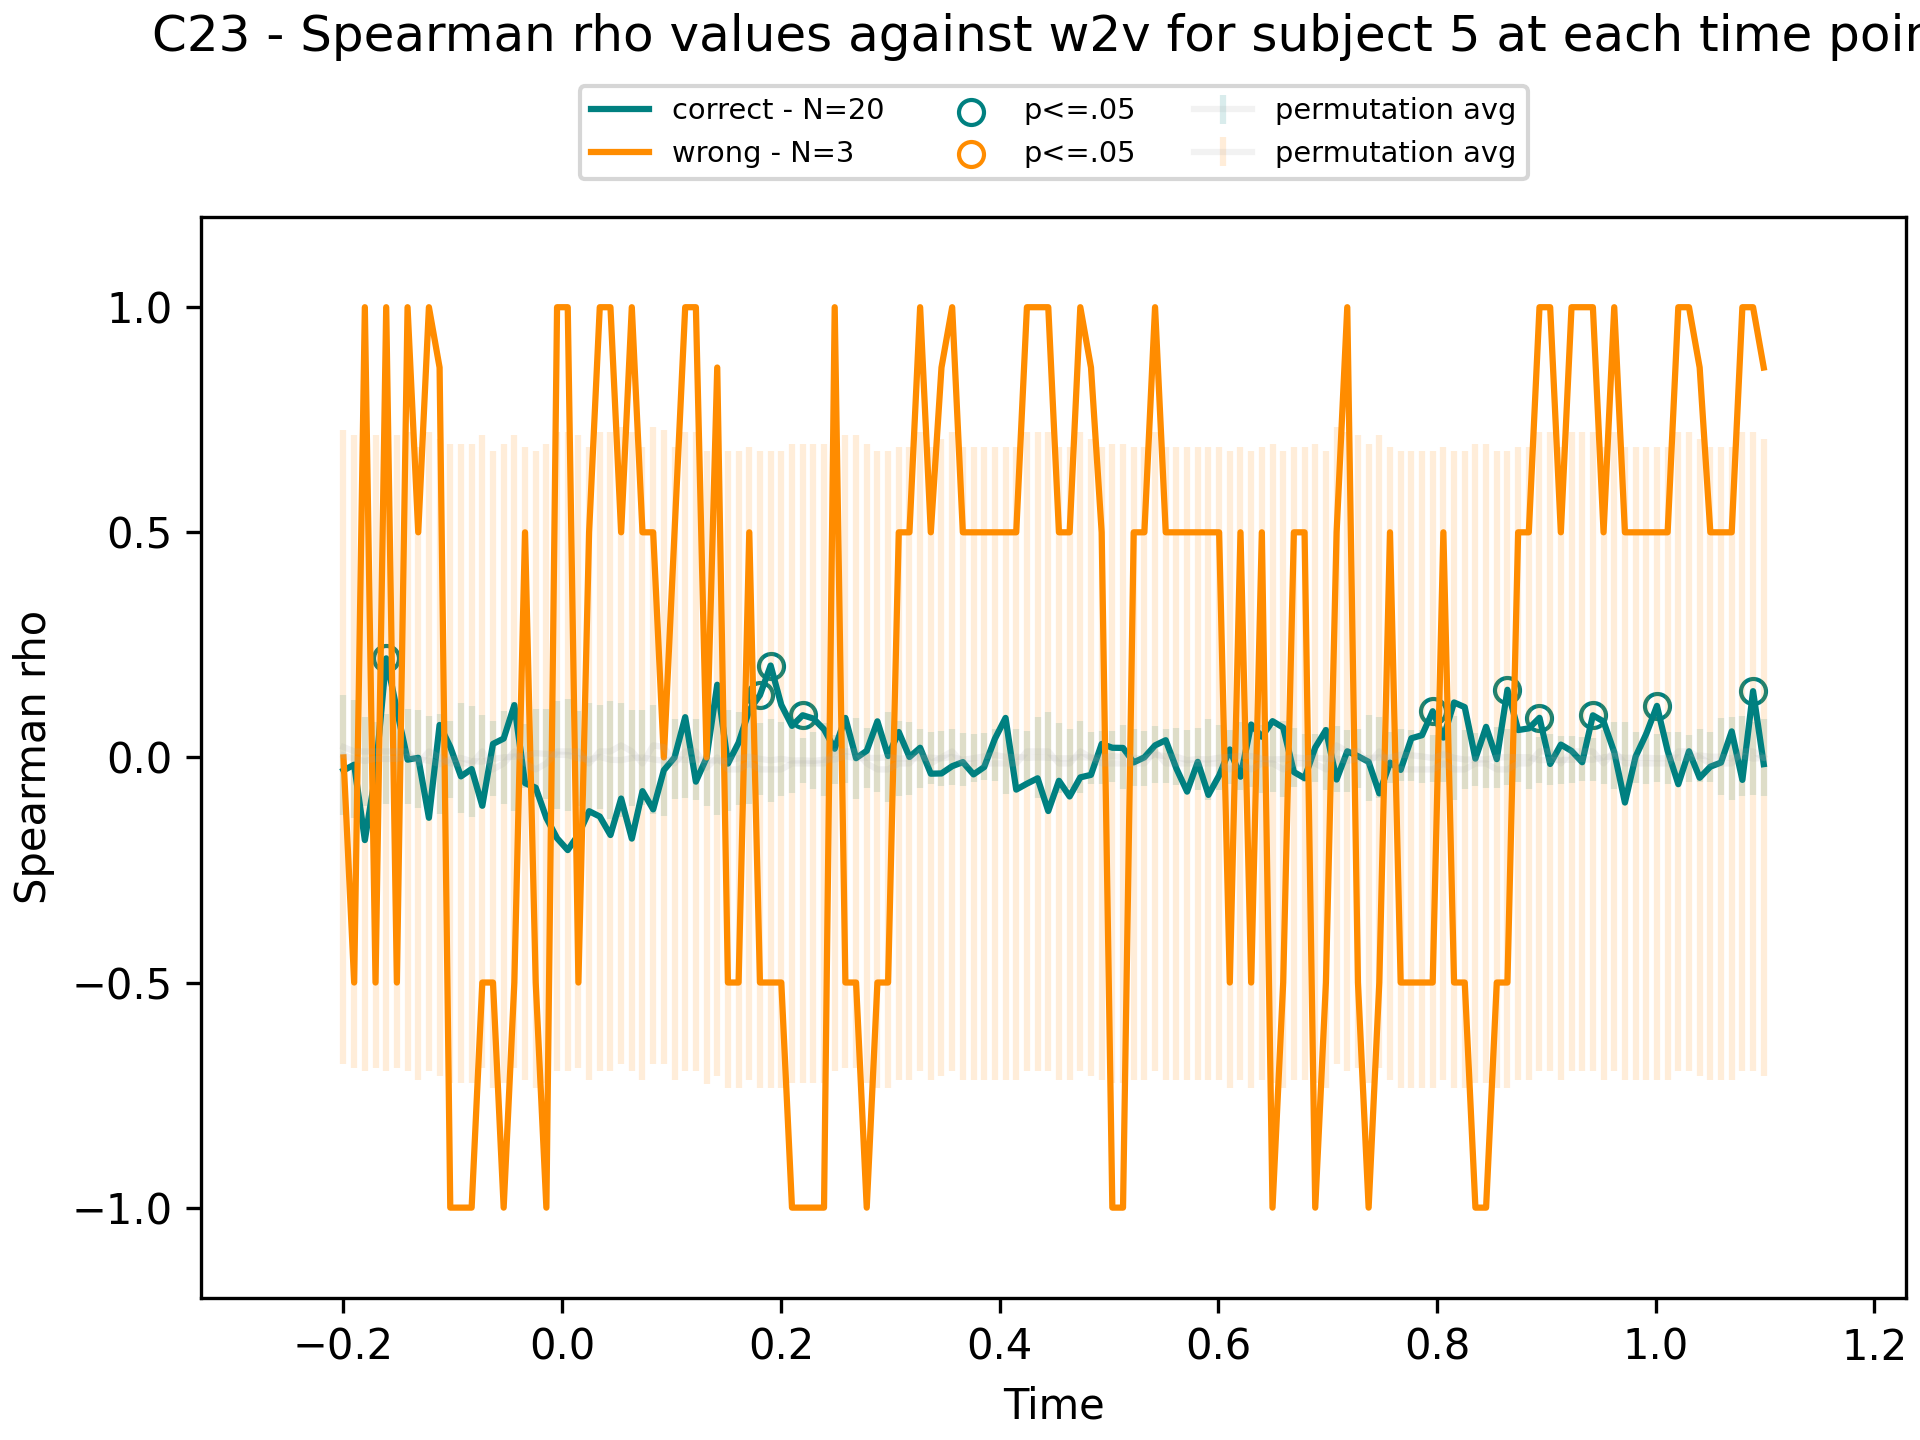 C23 - Spearman rho values against w2v for subject 5 at each time poin
correct - N=20
wrong - N=3
p<=.05
p<=.05
permutation avg
permutation avg
Spearman rho
1.0
0.5
0.0
−0.5
−1.0
−0.2 0.0 0.2 0.4 0.6 0.8 1.0 1.2
Time